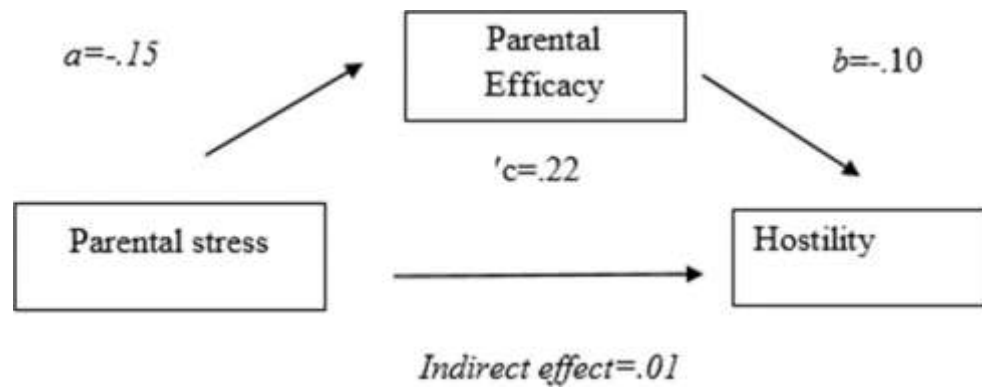 a=-.15
Parental
Efficacy
b=-.10
'c=.22
Parental stress
Hostility
Indirect effect=.01